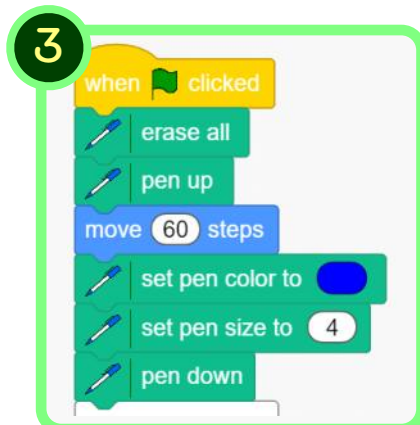 3
when clicked
erase all
pen up
move 60 steps
set pen color to
set pen size to 4
pen down